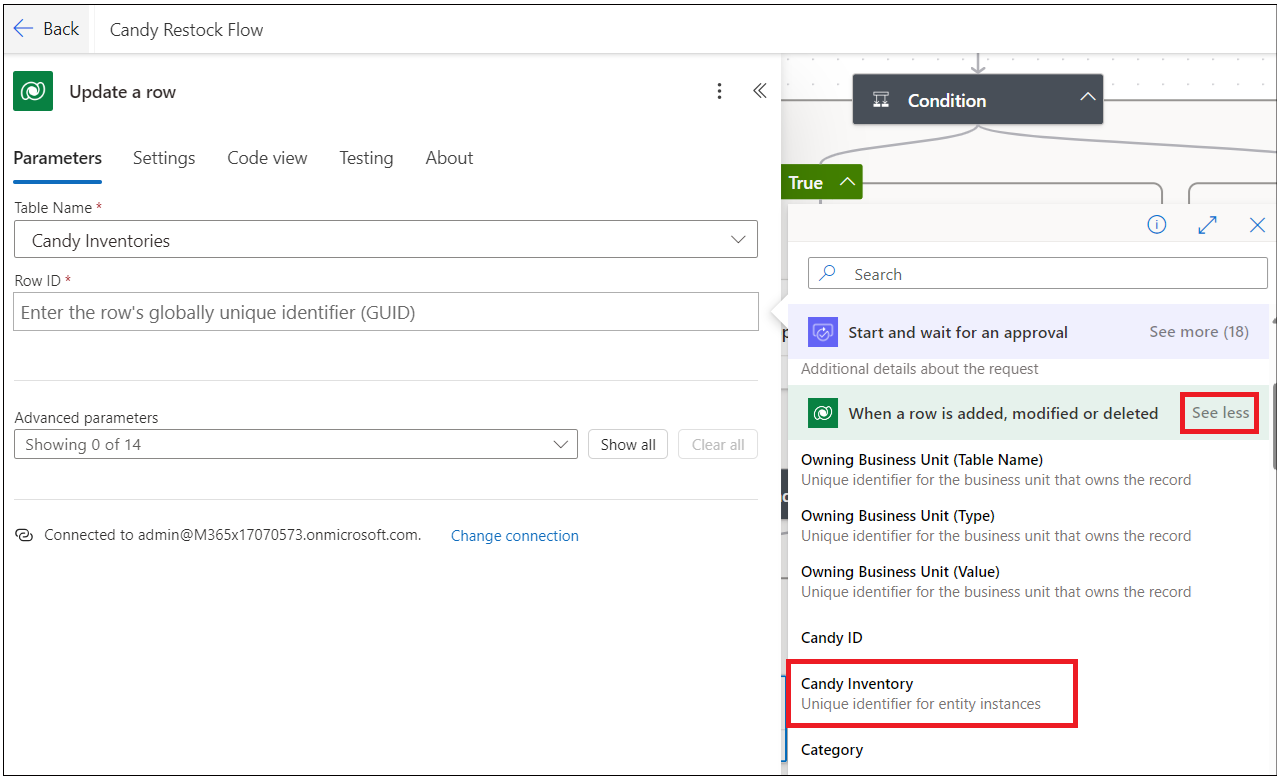 Back
Candy Restock Flow
Update a row
Parameters
Settings
Code view
Testing
About
Table Name *
Candy Inventories
Row ID *
Enter the row's globally unique identifier (GUID)
Advanced parameters
Showing 0 of 14
Show all
Clear all
Connected to admin@M365x17070573.onmicrosoft.com.
Change connection
Condition
True
Search
Start and wait for an approval
See more (18)
Additional details about the request
When a row is added, modified or deleted
See less
Owning Business Unit (Table Name)
Unique identifier for the business unit that owns the record
Owning Business Unit (Type)
Unique identifier for the business unit that owns the record
Owning Business Unit (Value)
Unique identifier for the business unit that owns the record
Candy ID
Candy Inventory
Unique identifier for entity instances
Category